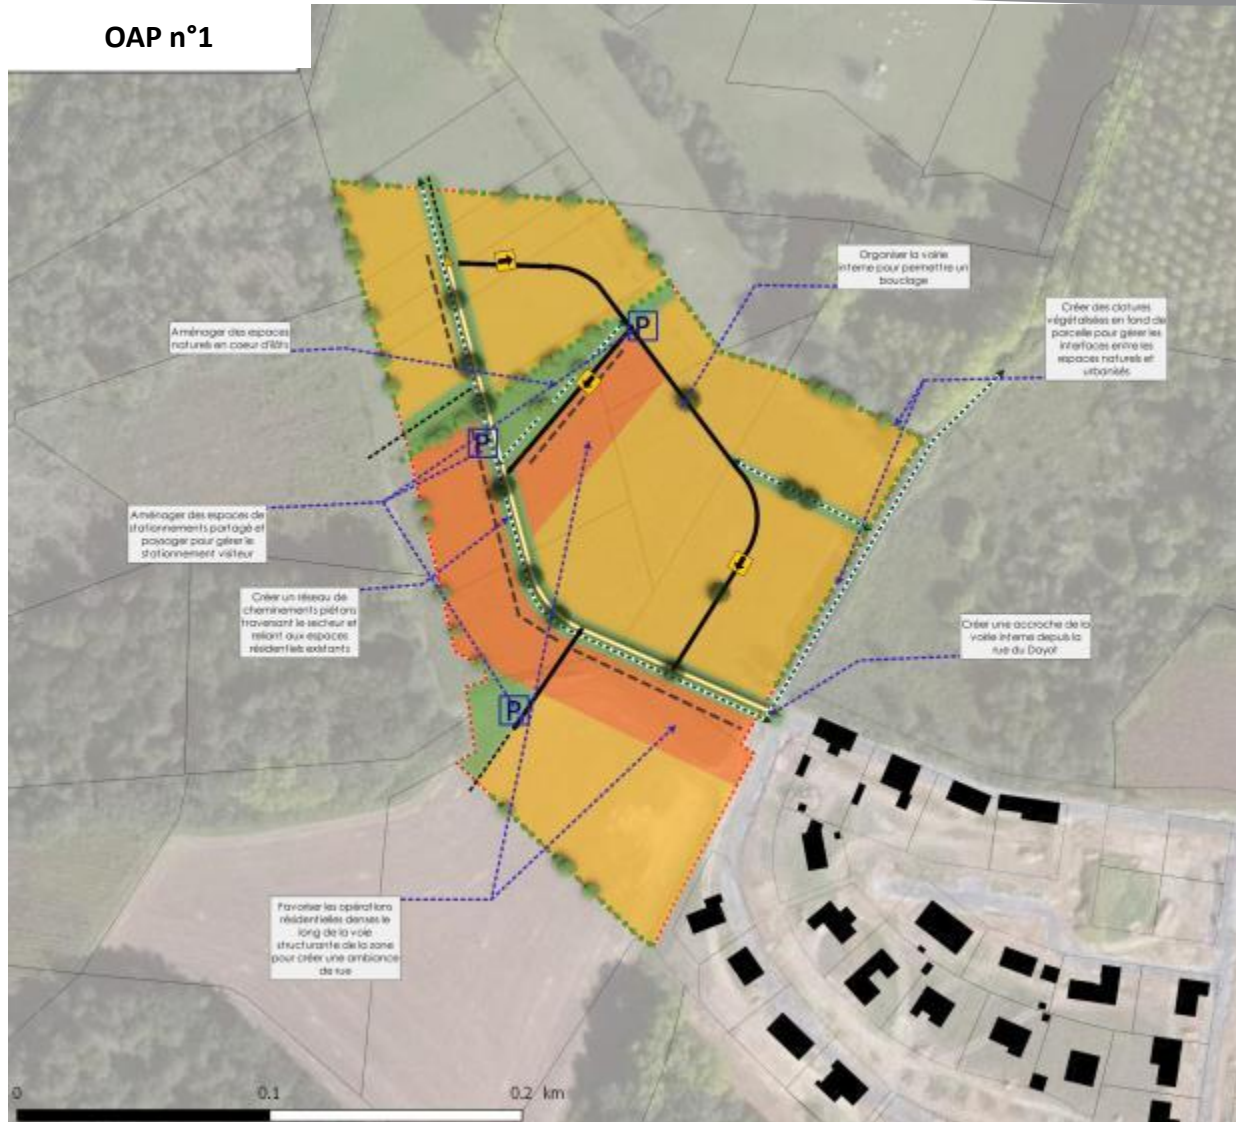 OAP n°1
Organiser la voirie
interne pour permettre un
bouclage
Créer des clotures
végétalisées en fond de
parcelle pour gérer les
interfaces entre les
espaces naturels et
urbanisés
Aménager des espaces
naturels en coeur d'îlots
P
P
Aménager des espaces de
stationnements partagé et
paysager pour gérer le
stationnement visiteur
Créer un réseau de
cheminements piétons
traversant le secteur et
reliant aux espaces
résidentiels existants
Créer une accroche de la
voirie interne depuis la
rue du Dayot
P
Favoriser les opérations
résidentielles denses le
long de la voie
structurante de la zone
pour créer une ambiance
de rue
0 0.1 0.2 km